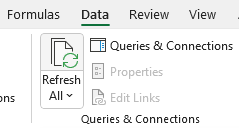 Formulas Data Review View
Refresh All
Queries & Connections
Properties
Edit Links
ons
Queries & Connections